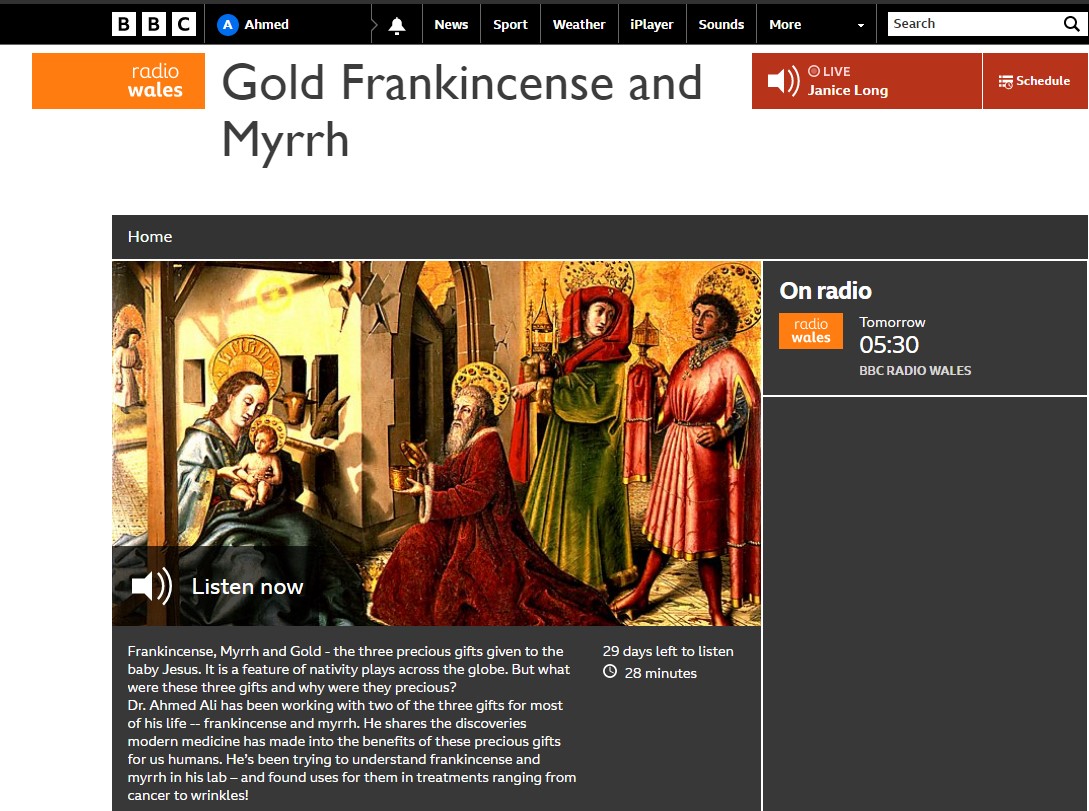 BBC
A Ahmed
News
Sport
Weather
iPlayer
Sounds
More
Search
radio
wales
Gold Frankincense and
Myrrh
LIVE
Janice Long
Schedule
Home
Listen now
On radio
radio
wales
Tomorrow
05:30
BBC RADIO WALES
Frankincense, Myrrh and Gold - the three precious gifts given to the
baby Jesus. It is a feature of nativity plays across the globe. But what
were these three gifts and why were they precious?
Dr. Ahmed Ali has been working with two of the three gifts for most
of his life -- frankincense and myrrh. He shares the discoveries
modern medicine has made into the benefits of these precious gifts
for us humans. He's been trying to understand frankincense and
myrrh in his lab – and found uses for them in treatments ranging from
cancer to wrinkles!
29 days left to listen
28 minutes